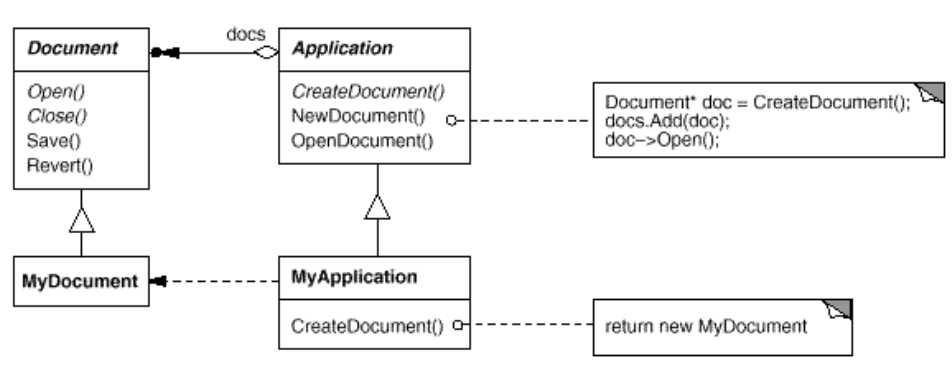 docs
Document
Open()
Close()
Save()
Revert()
Application
CreateDocument()
NewDocument()
OpenDocument()
Document* doc = CreateDocument();
docs.Add(doc);
doc->Open();
MyDocument
MyApplication
CreateDocument()
return new MyDocument